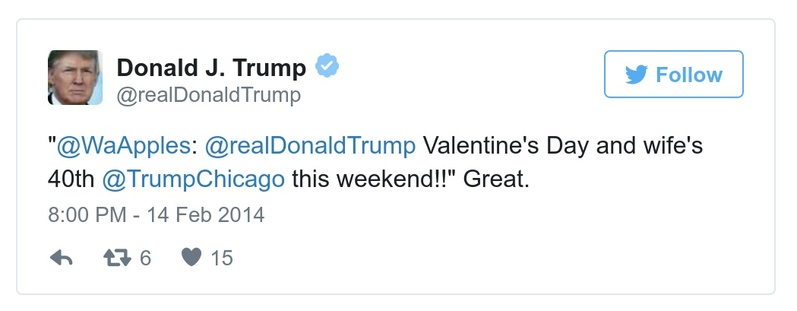 Donald J. Trump
@realDonaldTrump
Follow
"@WaApples: @realDonaldTrump Valentine's Day and wife's
40th @TrumpChicago this weekend!!" Great.
8:00 PM - 14 Feb 2014
6 15